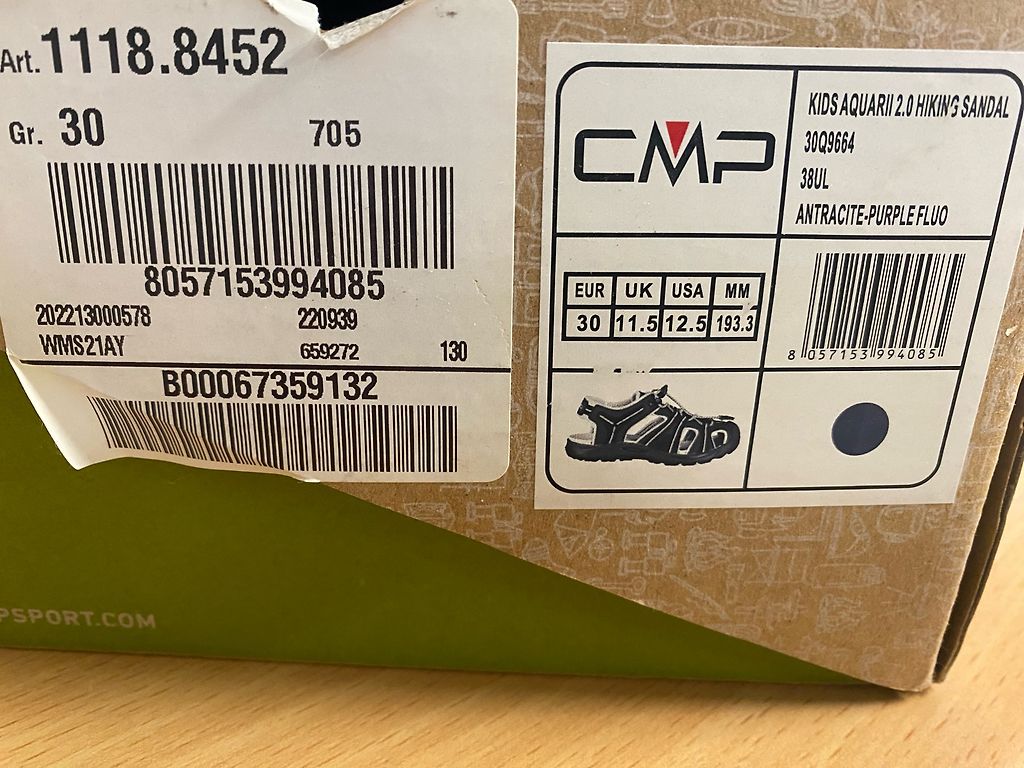 Art. 1118.8452
Gr. 30 705
8057153994085
202213000578 220939
WMS21AY 659272 130
B00067359132
CMP
KIDS AQUARII 2.0 HIKING SANDAL
30Q9664
38UL
ANTRACITE-PURPLE FLUO
EUR UK USA MM
30 11.5 12.5 193.3
8 057153 994085
PSPORT.COM